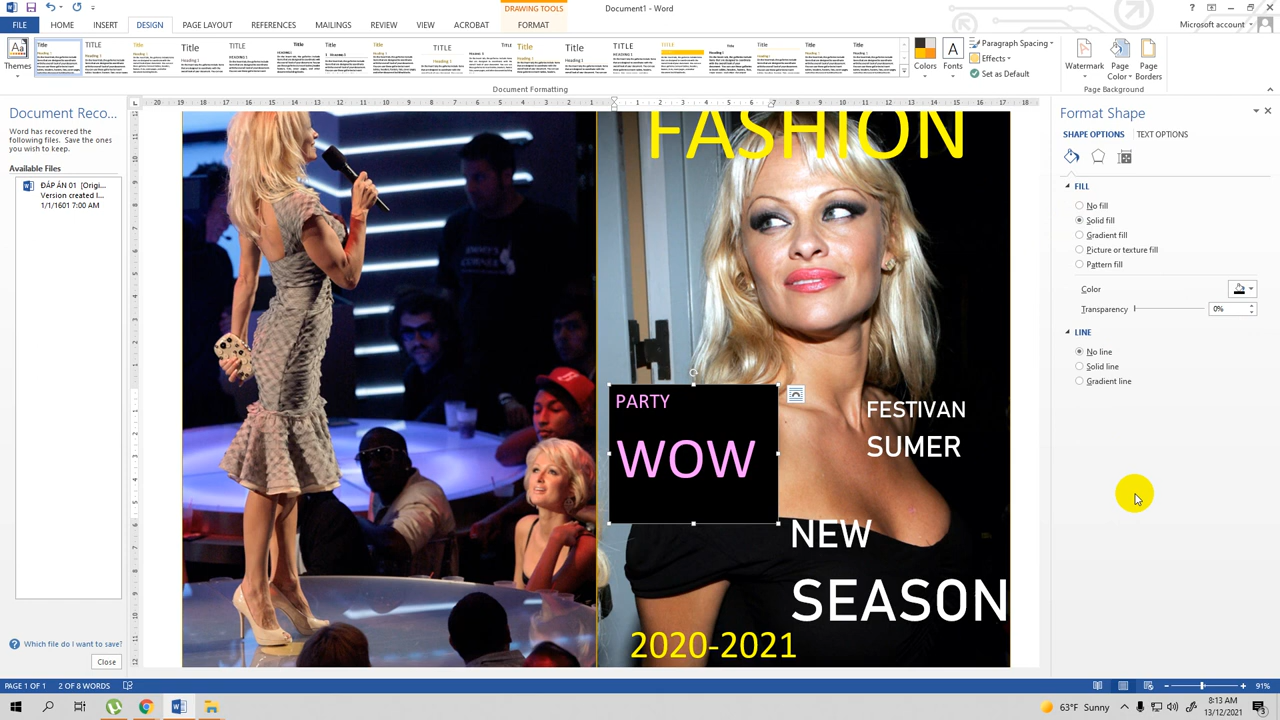 Document1 - Word
DRAWING TOOLS
FILE
HOME
INSERT
DESIGN
PAGE LAYOUT
REFERENCES
MAILINGS
REVIEW
VIEW
ACROBAT
FORMAT
Microsoft account
Themes
Colors
Fonts
Paragraph Spacing
Effects
Set as Default
Watermark
Page Color
Page Borders
Document Formatting
Page Background
Document Reco...
Word has recovered the
following files. Save the ones
you wish to keep.
Available Files
ĐÁP ÁN 01 [Origi...
Version created l...
1/1/1601 7:00 AM
Which file do I want to save?
Close
FASHION
PARTY
WOW
FESTIVAN
SUMER
NEW
SEASON
2020-2021
Format Shape
SHAPE OPTIONS
TEXT OPTIONS
FILL
No fill
Solid fill
Gradient fill
Picture or texture fill
Pattern fill
Color
Transparency
0%
LINE
No line
Solid line
Gradient line
PAGE 1 OF 1
2 OF 8 WORDS
91%
63°F Sunny
8:13 AM
13/12/2021